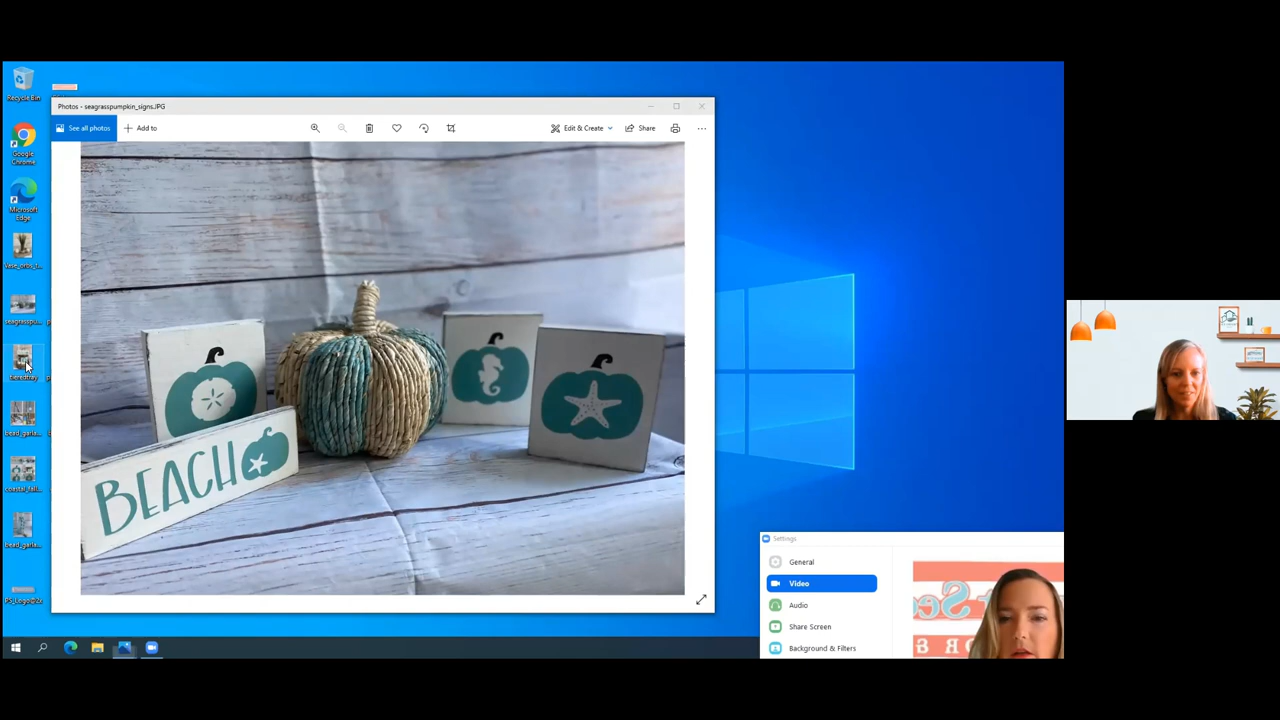 Recycle Bin
Google
Chrome
Microsoft
Edge
seagrasspu...
Photos - seagrasspumpkin_signs.JPG
See all photos
Add to
Edit & Create
Share
BEACH
Settings
General
Video
Audio
Share Screen
Background & Filters